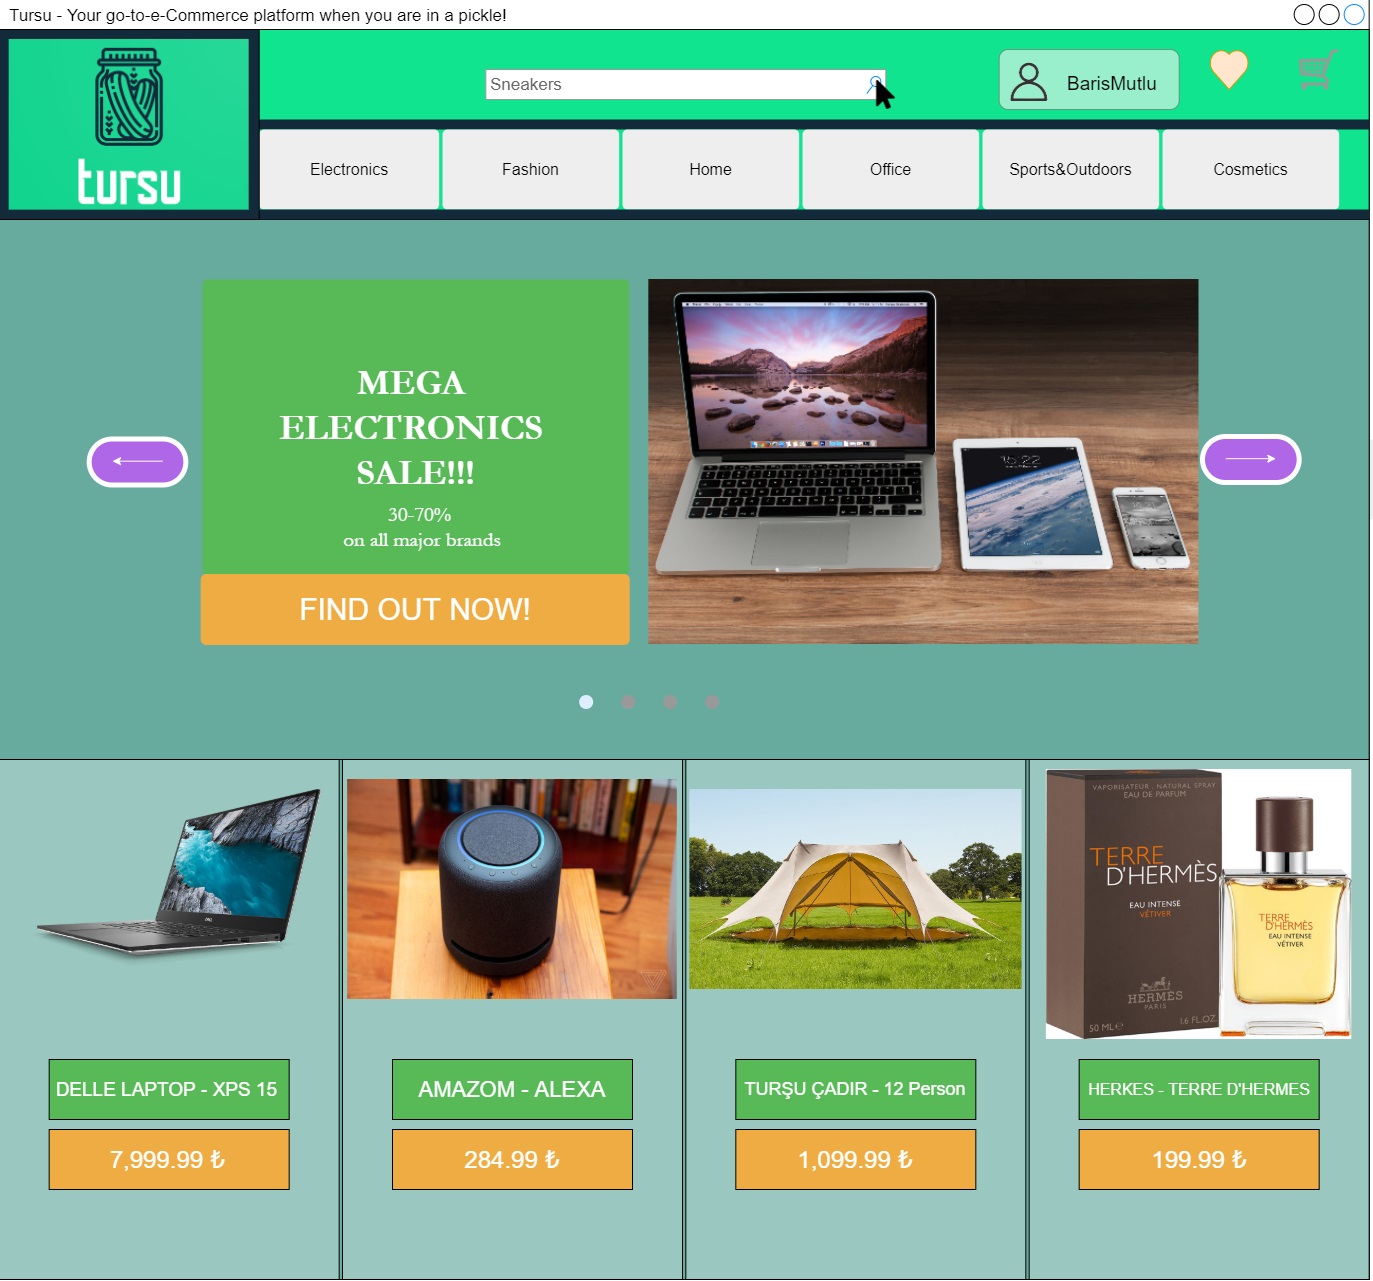 Tursu - Your go-to-e-Commerce platform when you are in a pickle!
tursu
Sneakers
BarisMutlu
Electronics
Fashion
Home
Office
Sports&Outdoors
Cosmetics
MEGA
ELECTRONICS
SALE!!!
30-70%
on all major brands
FIND OUT NOW!
15:22
DELL
VAPORISATEUR . NATURAL SPRAY
EAU DE PARFUM
TERRE
D'HERMÈS
EAU INTENSE
VÉTIVER
HERMÈS
PARIS
50 ML℮
1.6 FL.OZ.
TERRE
D'HERMÈS
EAU INTENSE
VÉTIVER
DELLE LAPTOP - XPS 15
AMAZOM - ALEXA
TURŞU ÇADIR - 12 Person
HERKES - TERRE D'HERMES
7,999.99 ₺
284.99 ₺
1,099.99 ₺
199.99 ₺